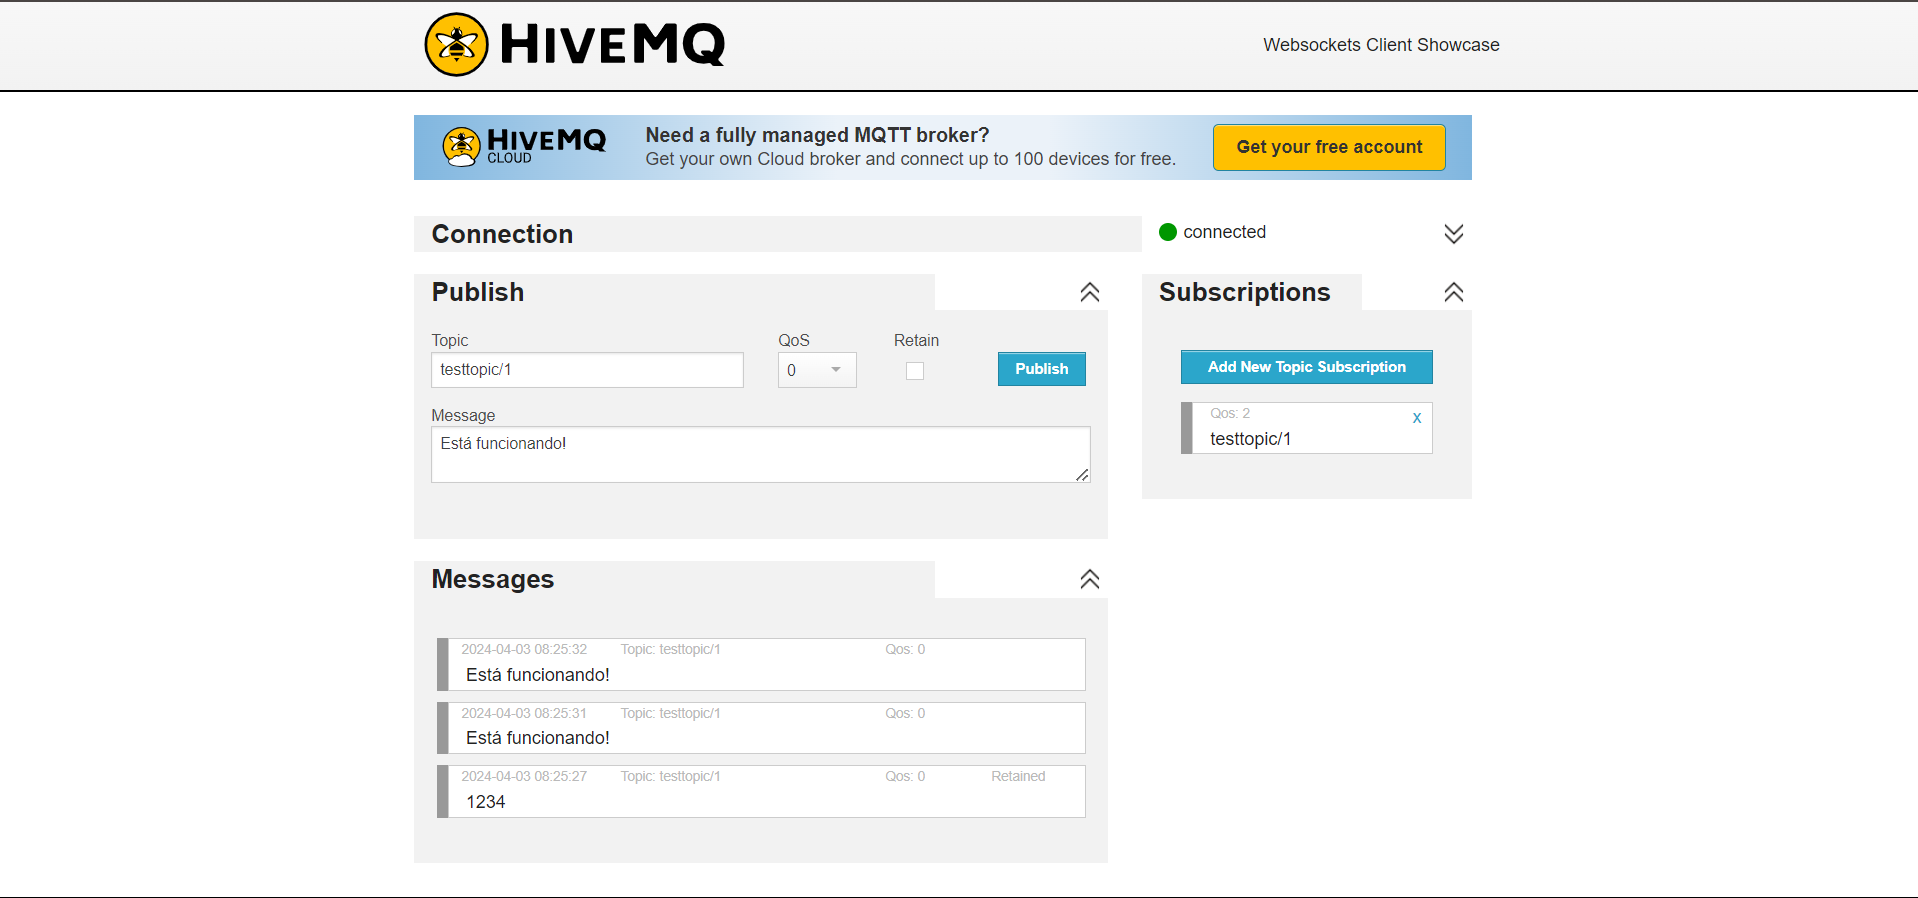 HIVEMQ
Websockets Client Showcase
HIVEMQ
CLOUD
Need a fully managed MQTT broker?
Get your own Cloud broker and connect up to 100 devices for free.
Get your free account
Connection
connected
Publish
Topic QoS Retain
testtopic/1 0 Publish
Message
Está funcionando!
Subscriptions
Add New Topic Subscription
Qos: 2 x
testtopic/1
Messages
2024-04-03 08:25:32 Topic: testtopic/1 Qos: 0
Está funcionando!
2024-04-03 08:25:31 Topic: testtopic/1 Qos: 0
Está funcionando!
2024-04-03 08:25:27 Topic: testtopic/1 Qos: 0 Retained
1234